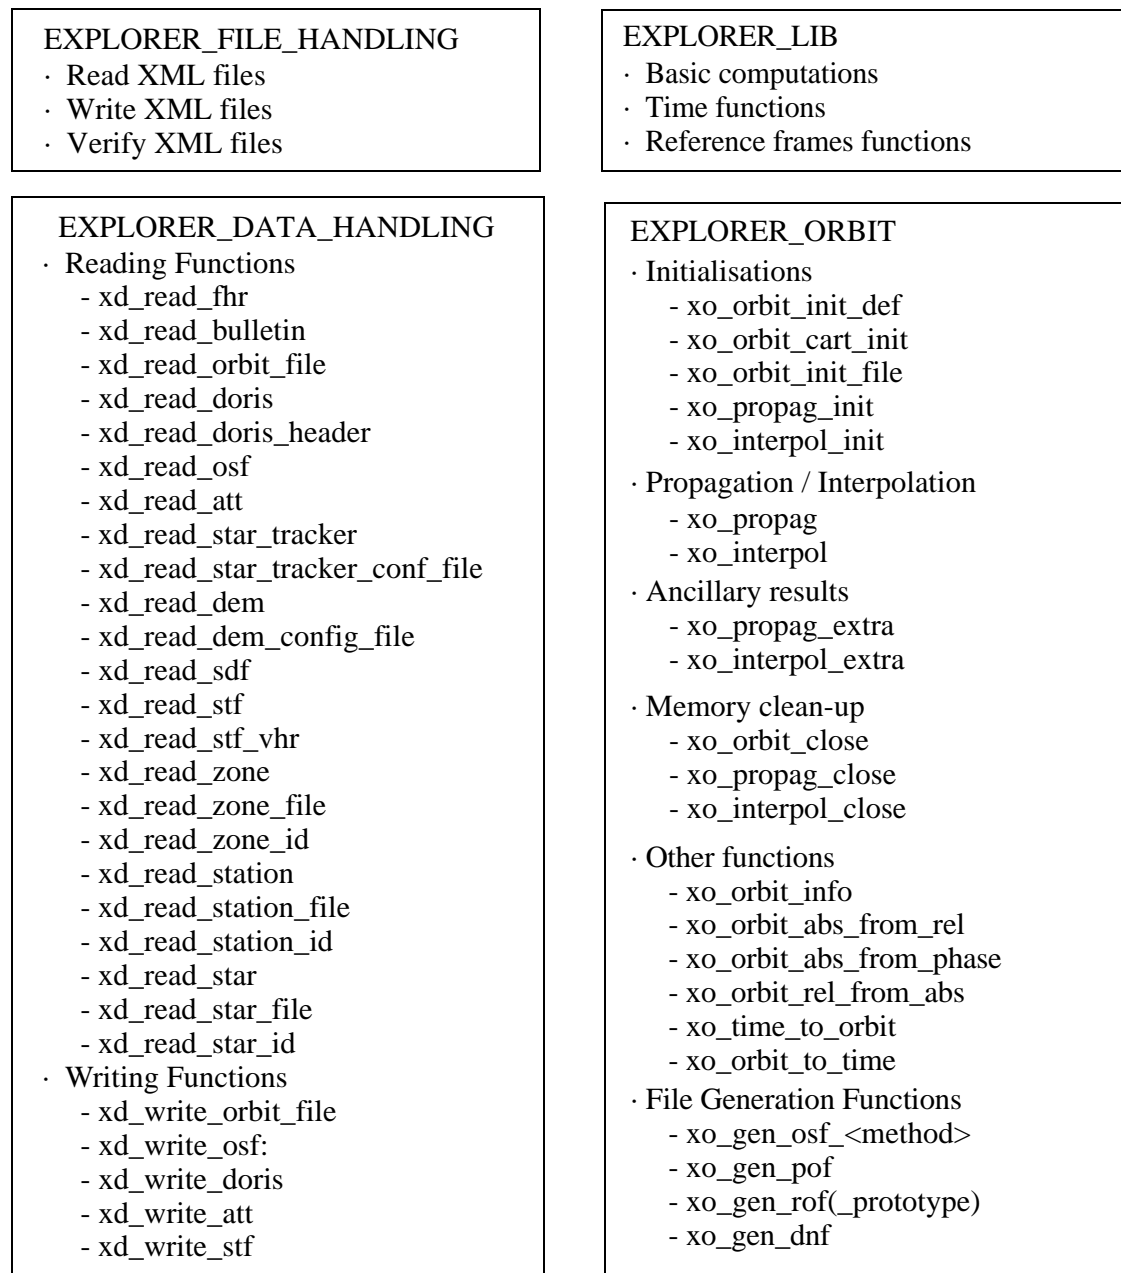 EXPLORER_FILE_HANDLING
· Read XML files
· Write XML files
· Verify XML files
EXPLORER_LIB
· Basic computations
· Time functions
· Reference frames functions
EXPLORER_DATA_HANDLING
· Reading Functions
- xd_read_fhr
- xd_read_bulletin
- xd_read_orbit_file
- xd_read_doris
- xd_read_doris_header
- xd_read_osf
- xd_read_att
- xd_read_star_tracker
- xd_read_star_tracker_conf_file
- xd_read_dem
- xd_read_dem_config_file
- xd_read_sdf
- xd_read_stf
- xd_read_stf_vhr
- xd_read_zone
- xd_read_zone_file
- xd_read_zone_id
- xd_read_station
- xd_read_station_file
- xd_read_station_id
- xd_read_star
- xd_read_star_file
- xd_read_star_id
· Writing Functions
- xd_write_orbit_file
- xd_write_osf:
- xd_write_doris
- xd_write_att
- xd_write_stf
EXPLORER_ORBIT
· Initialisations
- xo_orbit_init_def
- xo_orbit_cart_init
- xo_orbit_init_file
- xo_propag_init
- xo_interpol_init
· Propagation / Interpolation
- xo_propag
- xo_interpol
· Ancillary results
- xo_propag_extra
- xo_interpol_extra
· Memory clean-up
- xo_orbit_close
- xo_propag_close
- xo_interpol_close
· Other functions
- xo_orbit_info
- xo_orbit_abs_from_rel
- xo_orbit_abs_from_phase
- xo_orbit_rel_from_abs
- xo_time_to_orbit
- xo_orbit_to_time
· File Generation Functions
- xo_gen_osf_<method>
- xo_gen_pof
- xo_gen_rof(_prototype)
- xo_gen_dnf